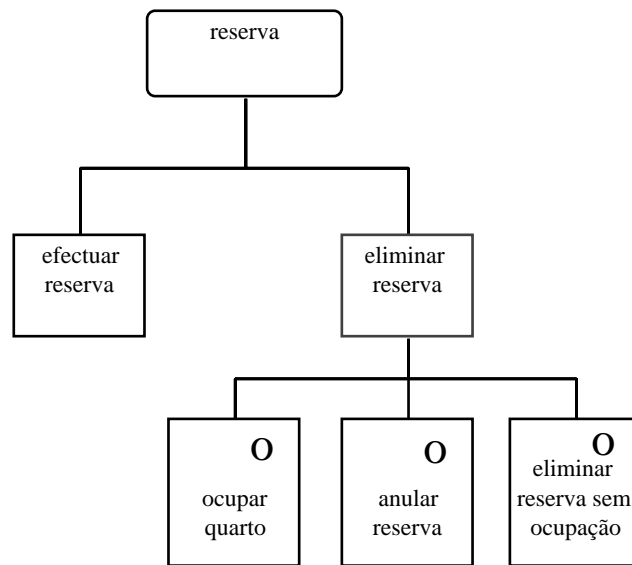 reserva
efectuar
reserva
eliminar
reserva
O
ocupar
quarto
O
anular
reserva
O
eliminar
reserva sem
ocupação